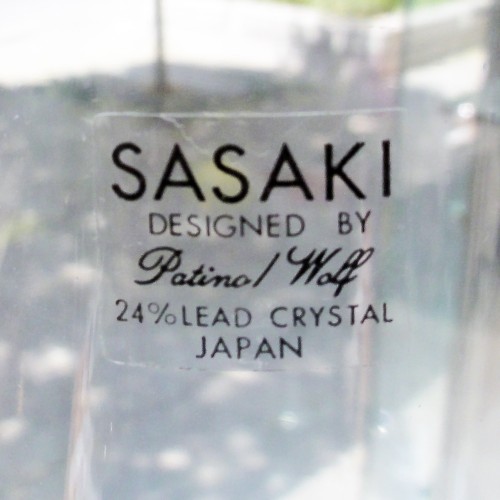 SASAKI
DESIGNED BY
Patino/Wolf
24% LEAD CRYSTAL
JAPAN